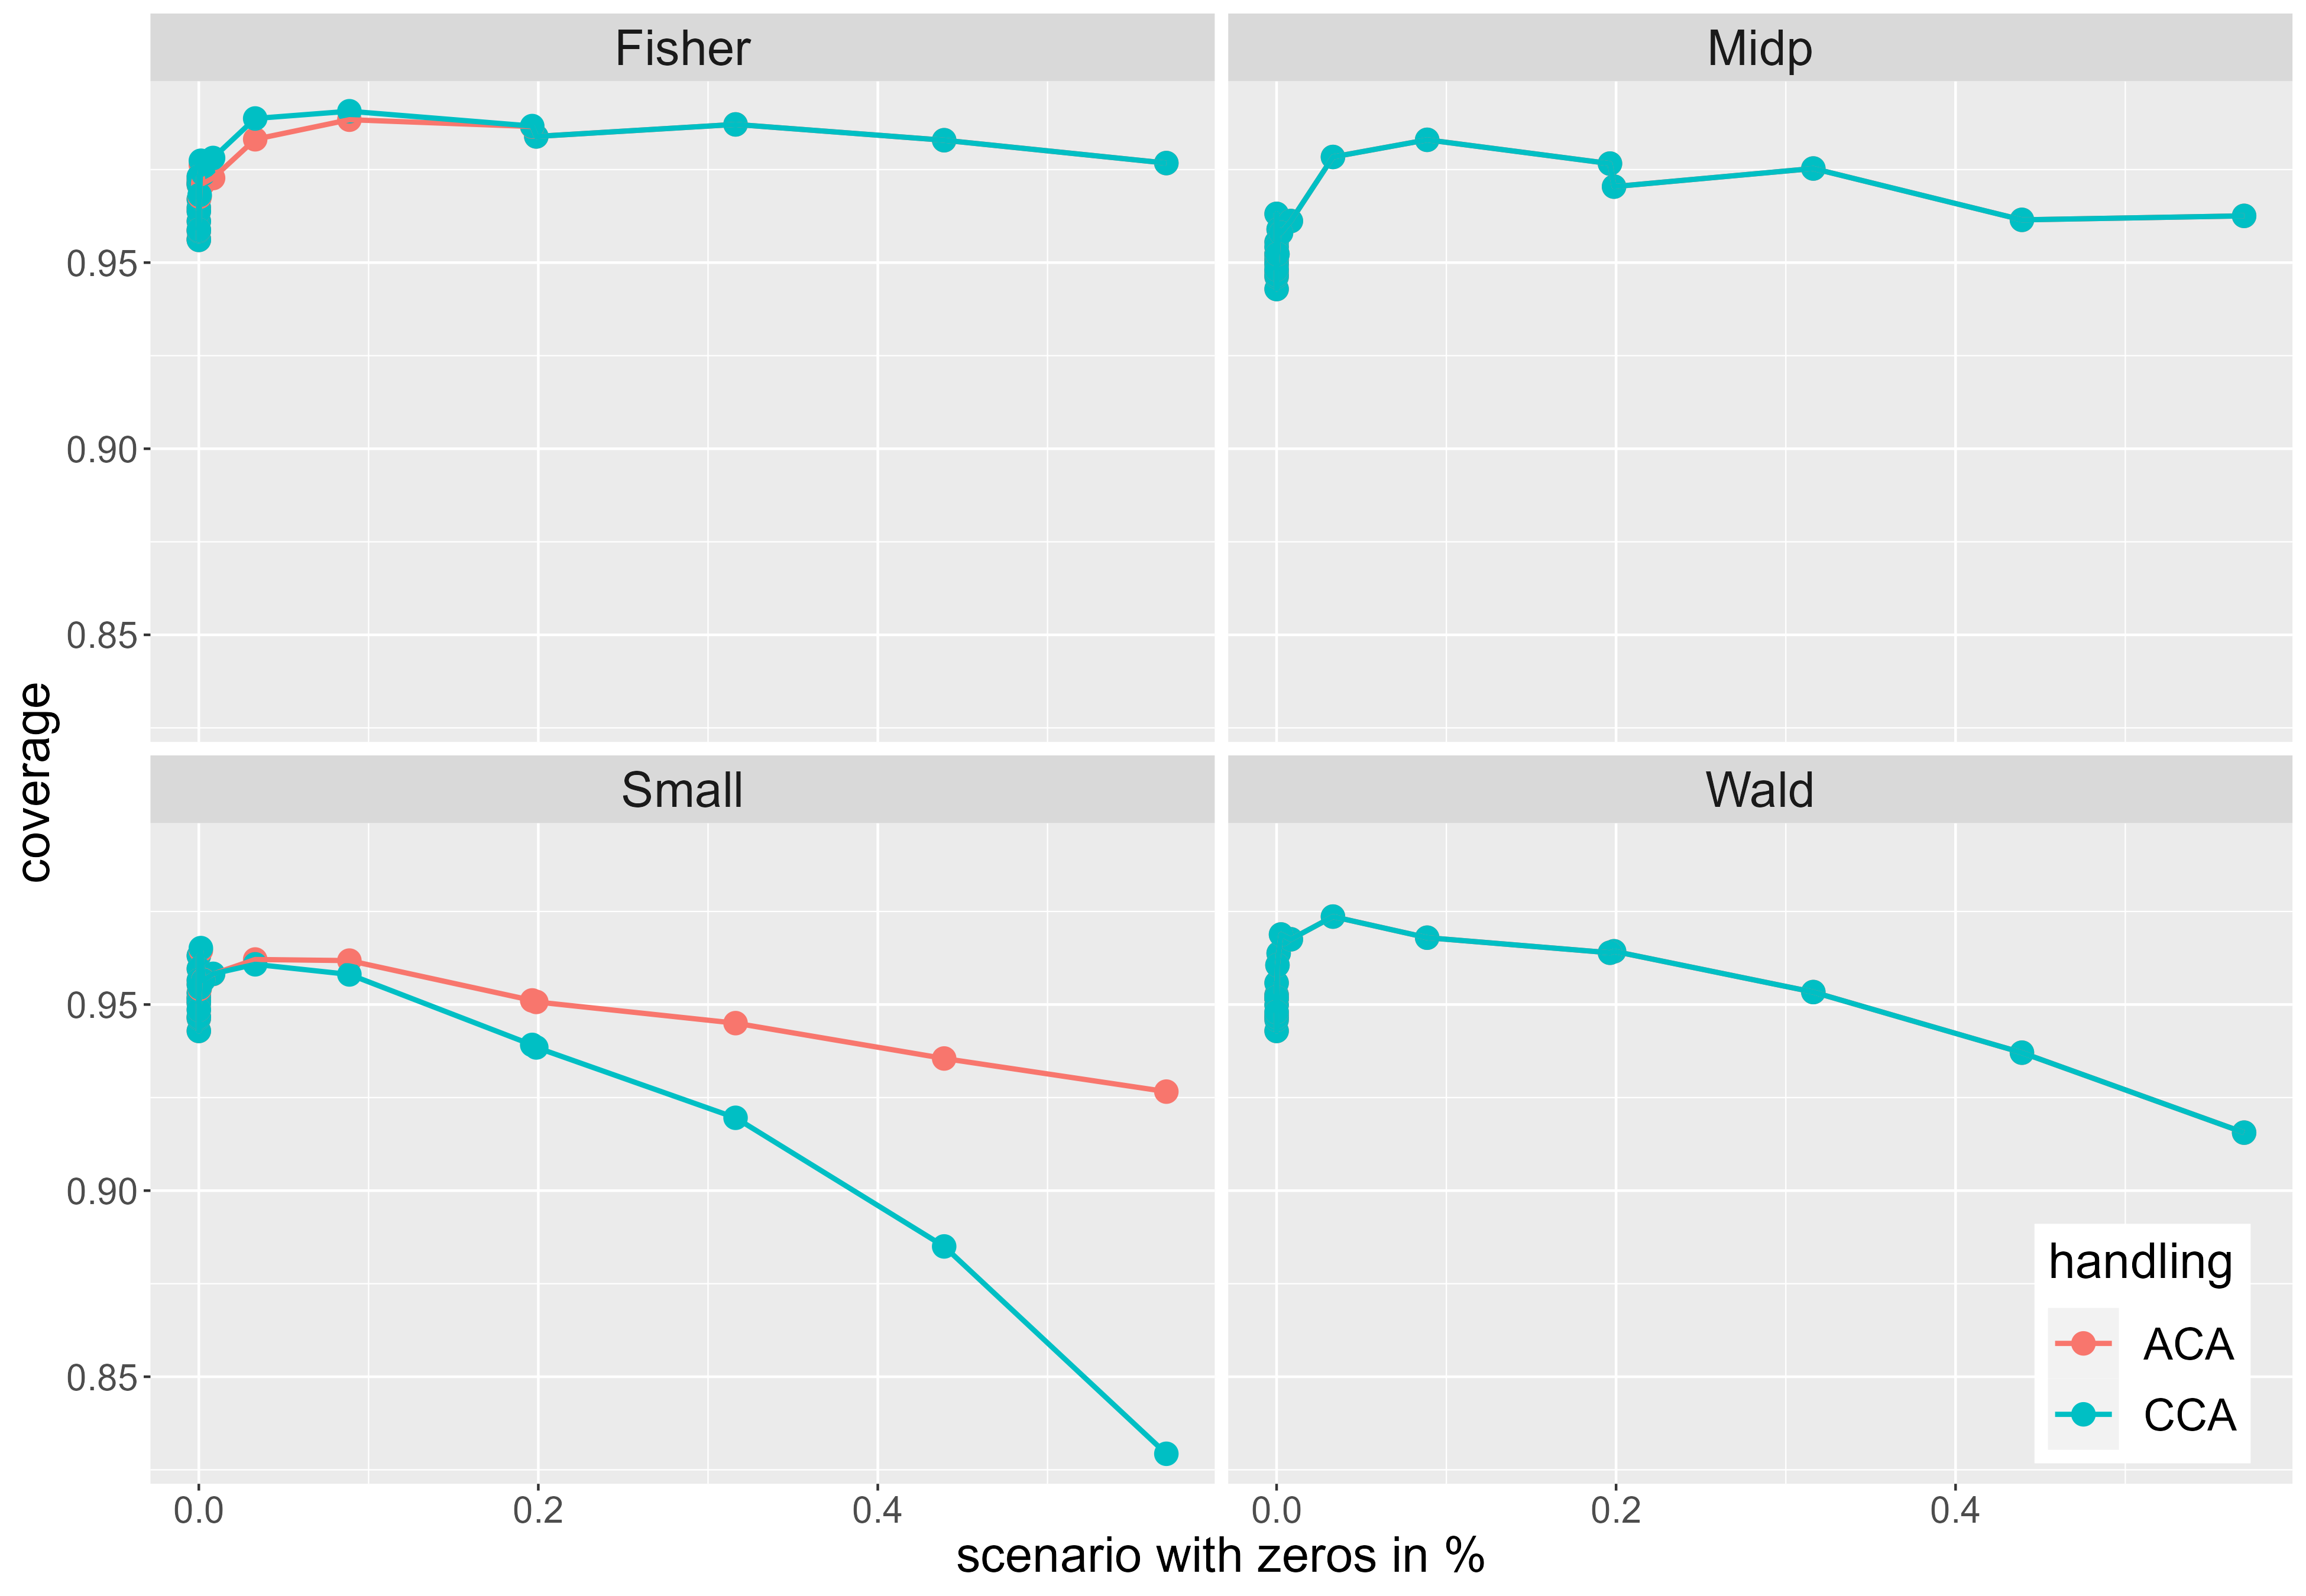 Fisher
Midp
0.95
0.90
0.85
coverage
Small
Wald
0.95
0.90
0.85
handling
ACA
CCA
0.0 0.2 0.4
0.0 0.2 0.4
scenario with zeros in %